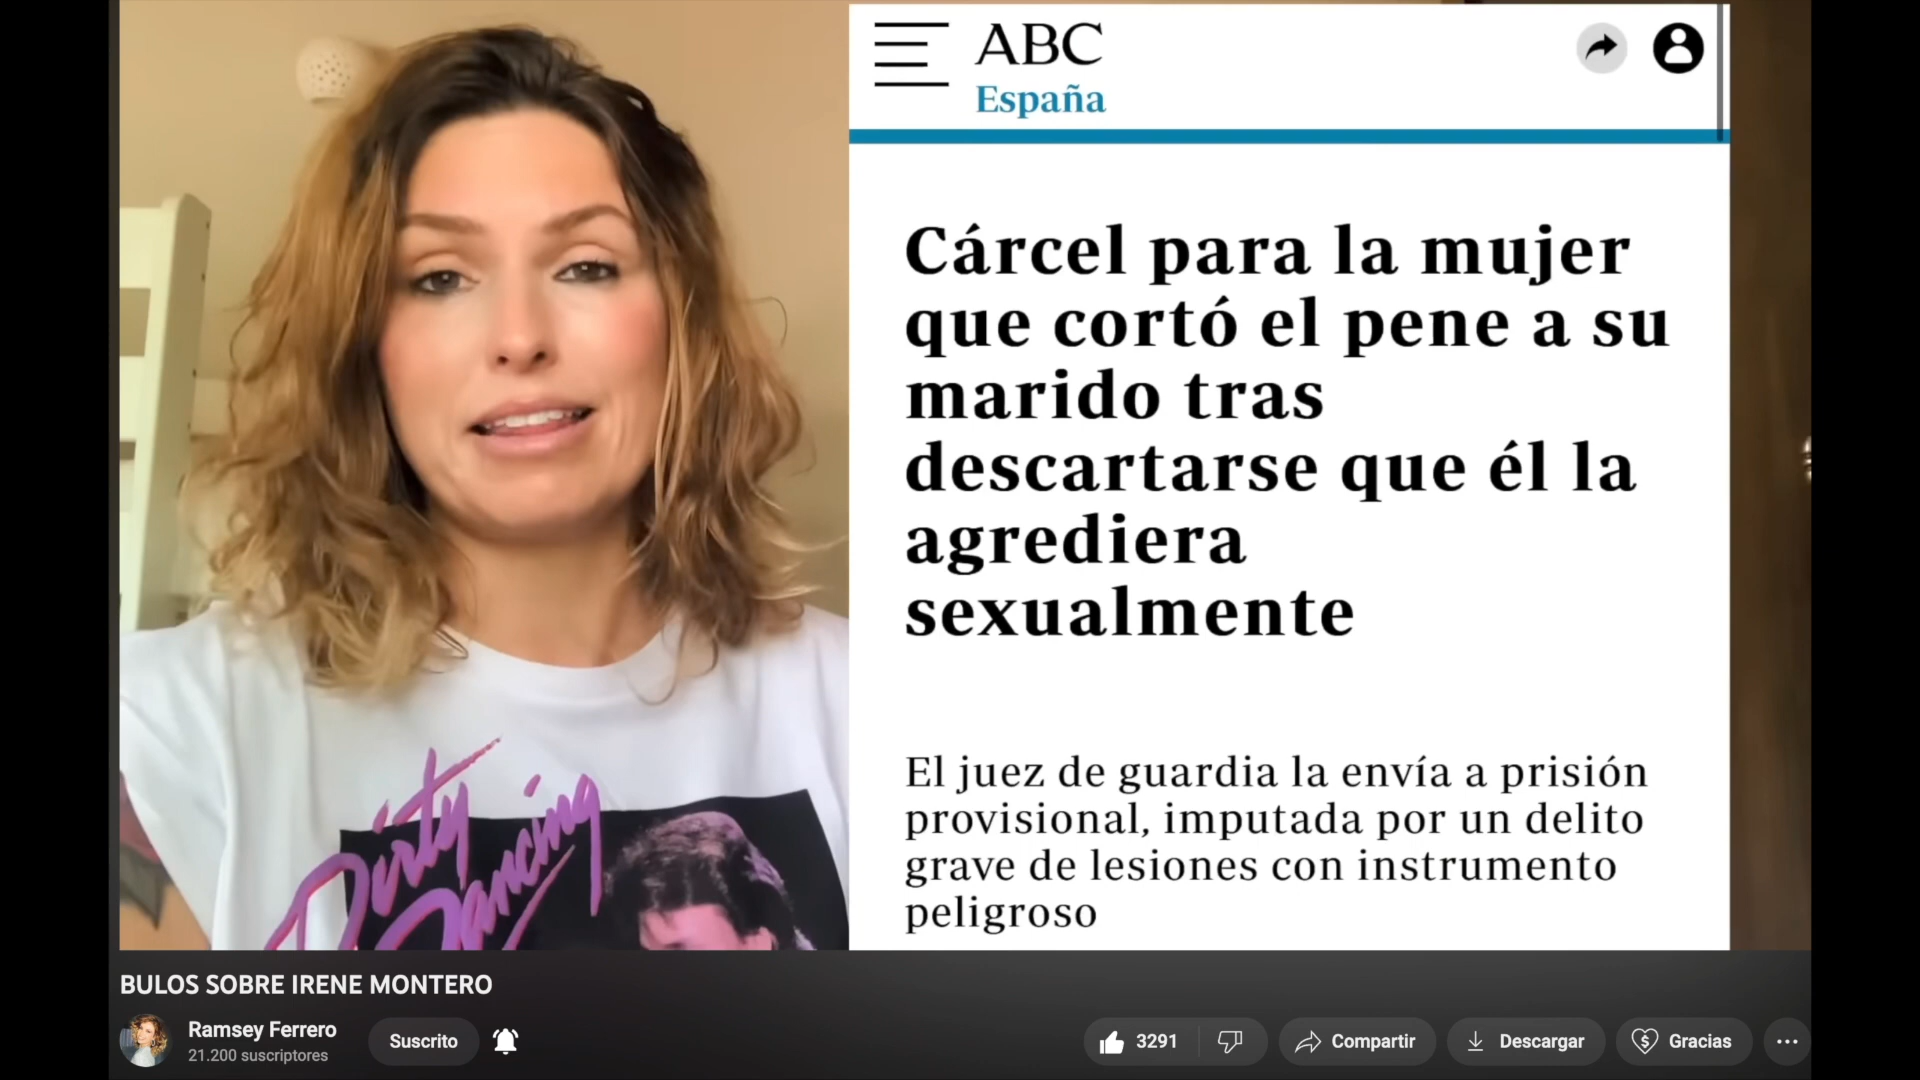 ABC
España
Cárcel para la mujer
que cortó el pene a su
marido tras
descartarse que él la
agrediera
sexualmente
El juez de guardia la envía a prisión
provisional, imputada por un delito
grave de lesiones con instrumento
peligroso
Dirty
Dancing
BULOS SOBRE IRENE MONTERO
Ramsey Ferrero
21.200 suscriptores
Suscrito
3291
Compartir
Descargar
Gracias